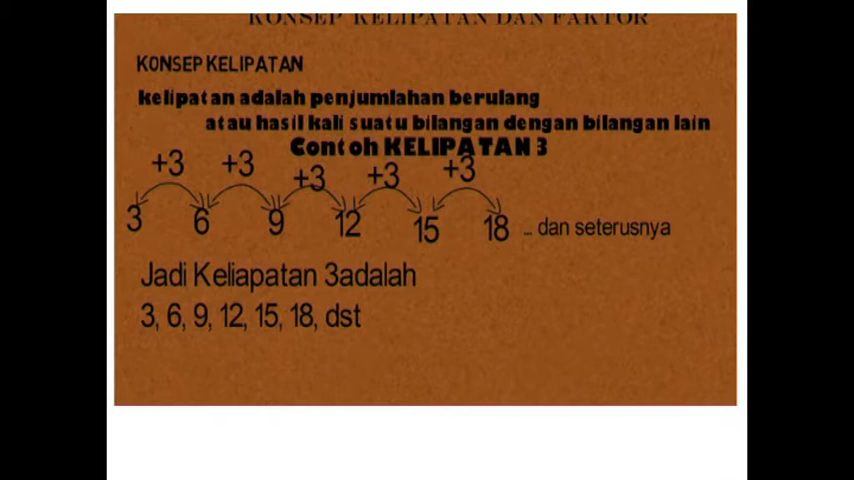 KONSEP KELIPATAN DAN FAKTOR
KONSEP KELIPATAN
kelipatan adalah penjumlahan berulang
atau hasil kali suatu bilangan dengan bilangan lain
Contoh KELIPATAN 3
+3 +3 +3 +3 +3
3 6 9 12 15 18 ... dan seterusnya
Jadi Keliapatan 3adalah
3, 6, 9, 12, 15, 18, dst